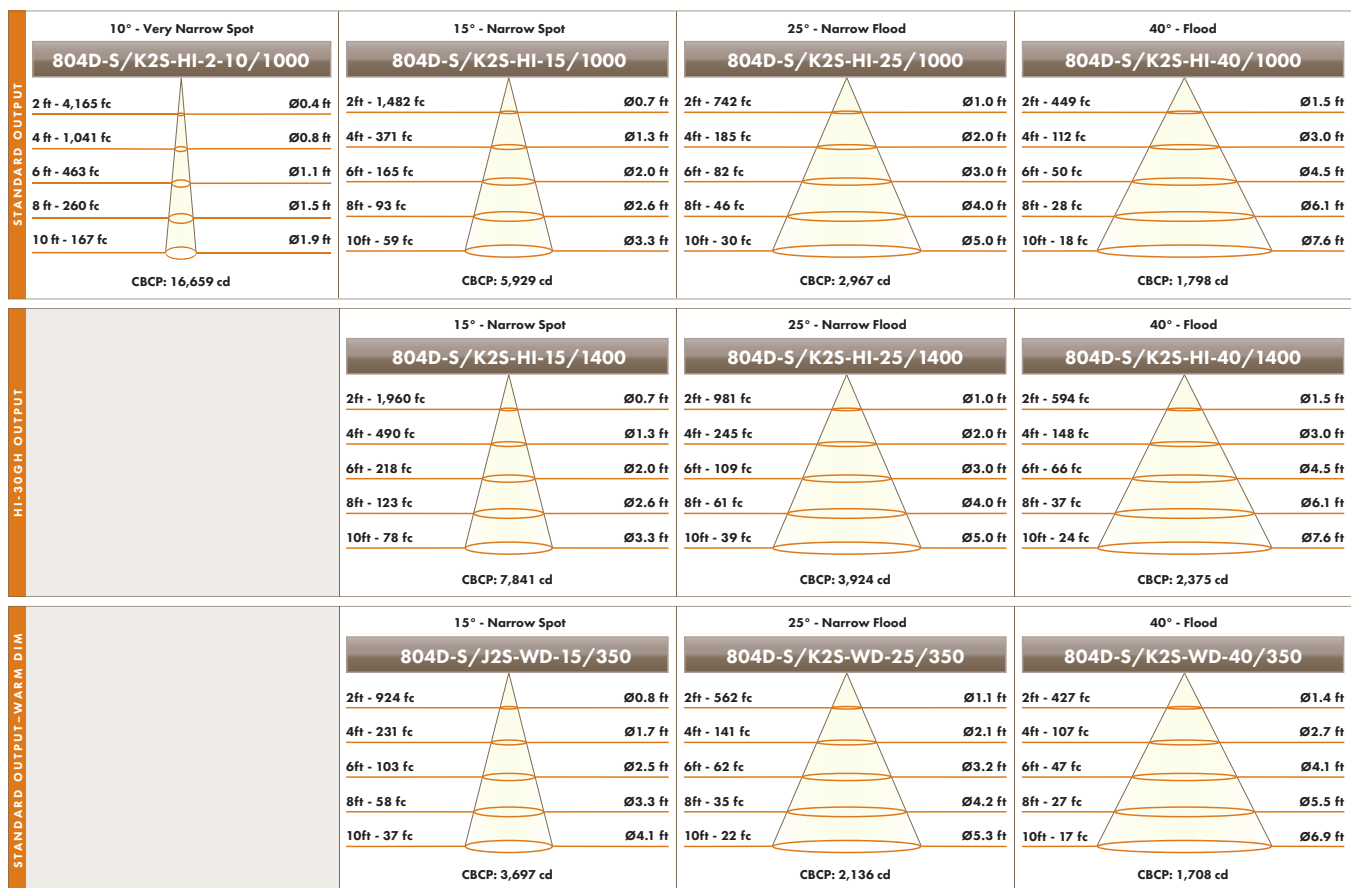 STANDARD OUTPUT
10° - Very Narrow Spot
804D-S/K2S-HI-2-10/1000
2 ft - 4,165 fc Ø0.4 ft
4 ft - 1,041 fc Ø0.8 ft
6 ft - 463 fc Ø1.1 ft
8 ft - 260 fc Ø1.5 ft
10 ft - 167 fc Ø1.9 ft
CBCP: 16,659 cd
15° - Narrow Spot
804D-S/K2S-HI-15/1000
2ft - 1,482 fc Ø0.7 ft
4ft - 371 fc Ø1.3 ft
6ft - 165 fc Ø2.0 ft
8ft - 93 fc Ø2.6 ft
10ft - 59 fc Ø3.3 ft
CBCP: 5,929 cd
25° - Narrow Flood
804D-S/K2S-HI-25/1000
2ft - 742 fc Ø1.0 ft
4ft - 185 fc Ø2.0 ft
6ft - 82 fc Ø3.0 ft
8ft - 46 fc Ø4.0 ft
10ft - 30 fc Ø5.0 ft
CBCP: 2,967 cd
40° - Flood
804D-S/K2S-HI-40/1000
2ft - 449 fc Ø1.5 ft
4ft - 112 fc Ø3.0 ft
6ft - 50 fc Ø4.5 ft
8ft - 28 fc Ø6.1 ft
10ft - 18 fc Ø7.6 ft
CBCP: 1,798 cd
HI-30GH OUTPUT
15° - Narrow Spot
804D-S/K2S-HI-15/1400
2ft - 1,960 fc Ø0.7 ft
4ft - 490 fc Ø1.3 ft
6ft - 218 fc Ø2.0 ft
8ft - 123 fc Ø2.6 ft
10ft - 78 fc Ø3.3 ft
CBCP: 7,841 cd
25° - Narrow Flood
804D-S/K2S-HI-25/1400
2ft - 981 fc Ø1.0 ft
4ft - 245 fc Ø2.0 ft
6ft - 109 fc Ø3.0 ft
8ft - 61 fc Ø4.0 ft
10ft - 39 fc Ø5.0 ft
CBCP: 3,924 cd
40° - Flood
804D-S/K2S-HI-40/1400
2ft - 594 fc Ø1.5 ft
4ft - 148 fc Ø3.0 ft
6ft - 66 fc Ø4.5 ft
8ft - 37 fc Ø6.1 ft
10ft - 24 fc Ø7.6 ft
CBCP: 2,375 cd
STANDARD OUTPUT–WARM DIM
15° - Narrow Spot
804D-S/J2S-WD-15/350
2ft - 924 fc Ø0.8 ft
4ft - 231 fc Ø1.7 ft
6ft - 103 fc Ø2.5 ft
8ft - 58 fc Ø3.3 ft
10ft - 37 fc Ø4.1 ft
CBCP: 3,697 cd
25° - Narrow Flood
804D-S/K2S-WD-25/350
2ft - 562 fc Ø1.1 ft
4ft - 141 fc Ø2.1 ft
6ft - 62 fc Ø3.2 ft
8ft - 35 fc Ø4.2 ft
10ft - 22 fc Ø5.3 ft
CBCP: 2,136 cd
40° - Flood
804D-S/K2S-WD-40/350
2ft - 427 fc Ø1.4 ft
4ft - 107 fc Ø2.7 ft
6ft - 47 fc Ø4.1 ft
8ft - 27 fc Ø5.5 ft
10ft - 17 fc Ø6.9 ft
CBCP: 1,708 cd